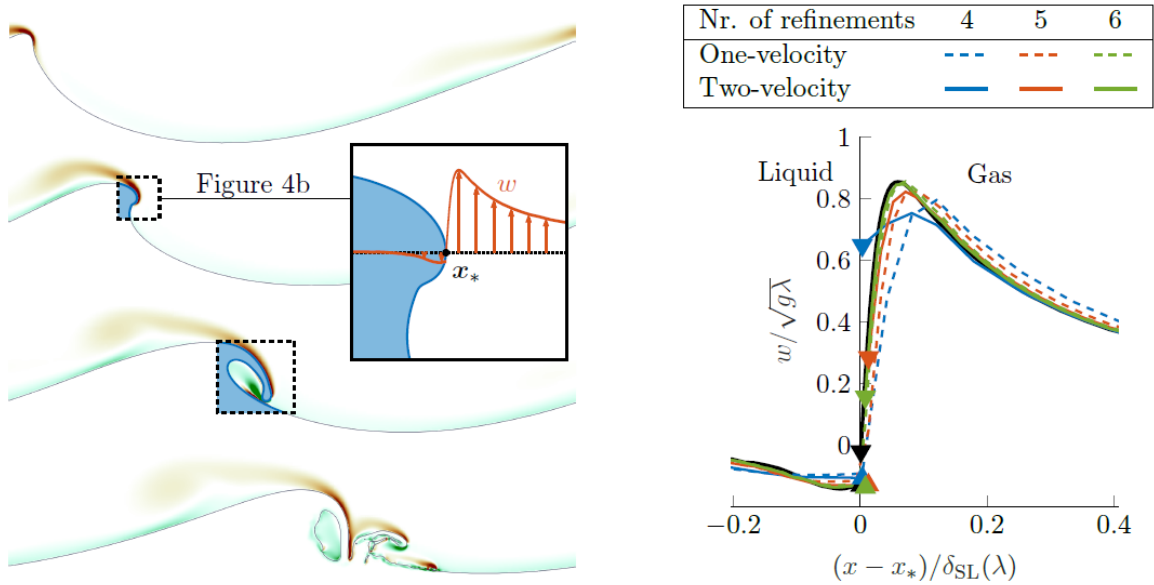 Figure 4b
w
x*
Nr. of refinements 4 5 6
One-velocity
Two-velocity
Liquid Gas
1
0.8
0.6
0.4
0.2
0
w/√gλ
−0.2 0 0.2 0.4
(x − x*)/δSL(λ)